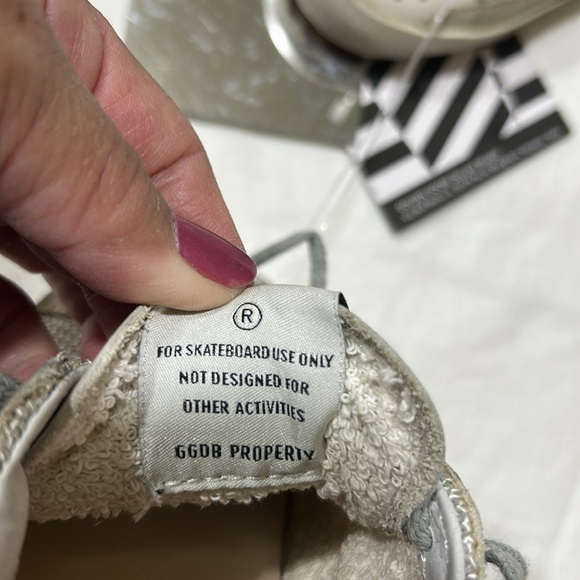 ®
FOR SKATEBOARD USE ONLY
NOT DESIGNED FOR
OTHER ACTIVITIES
GGDB PROPERTY